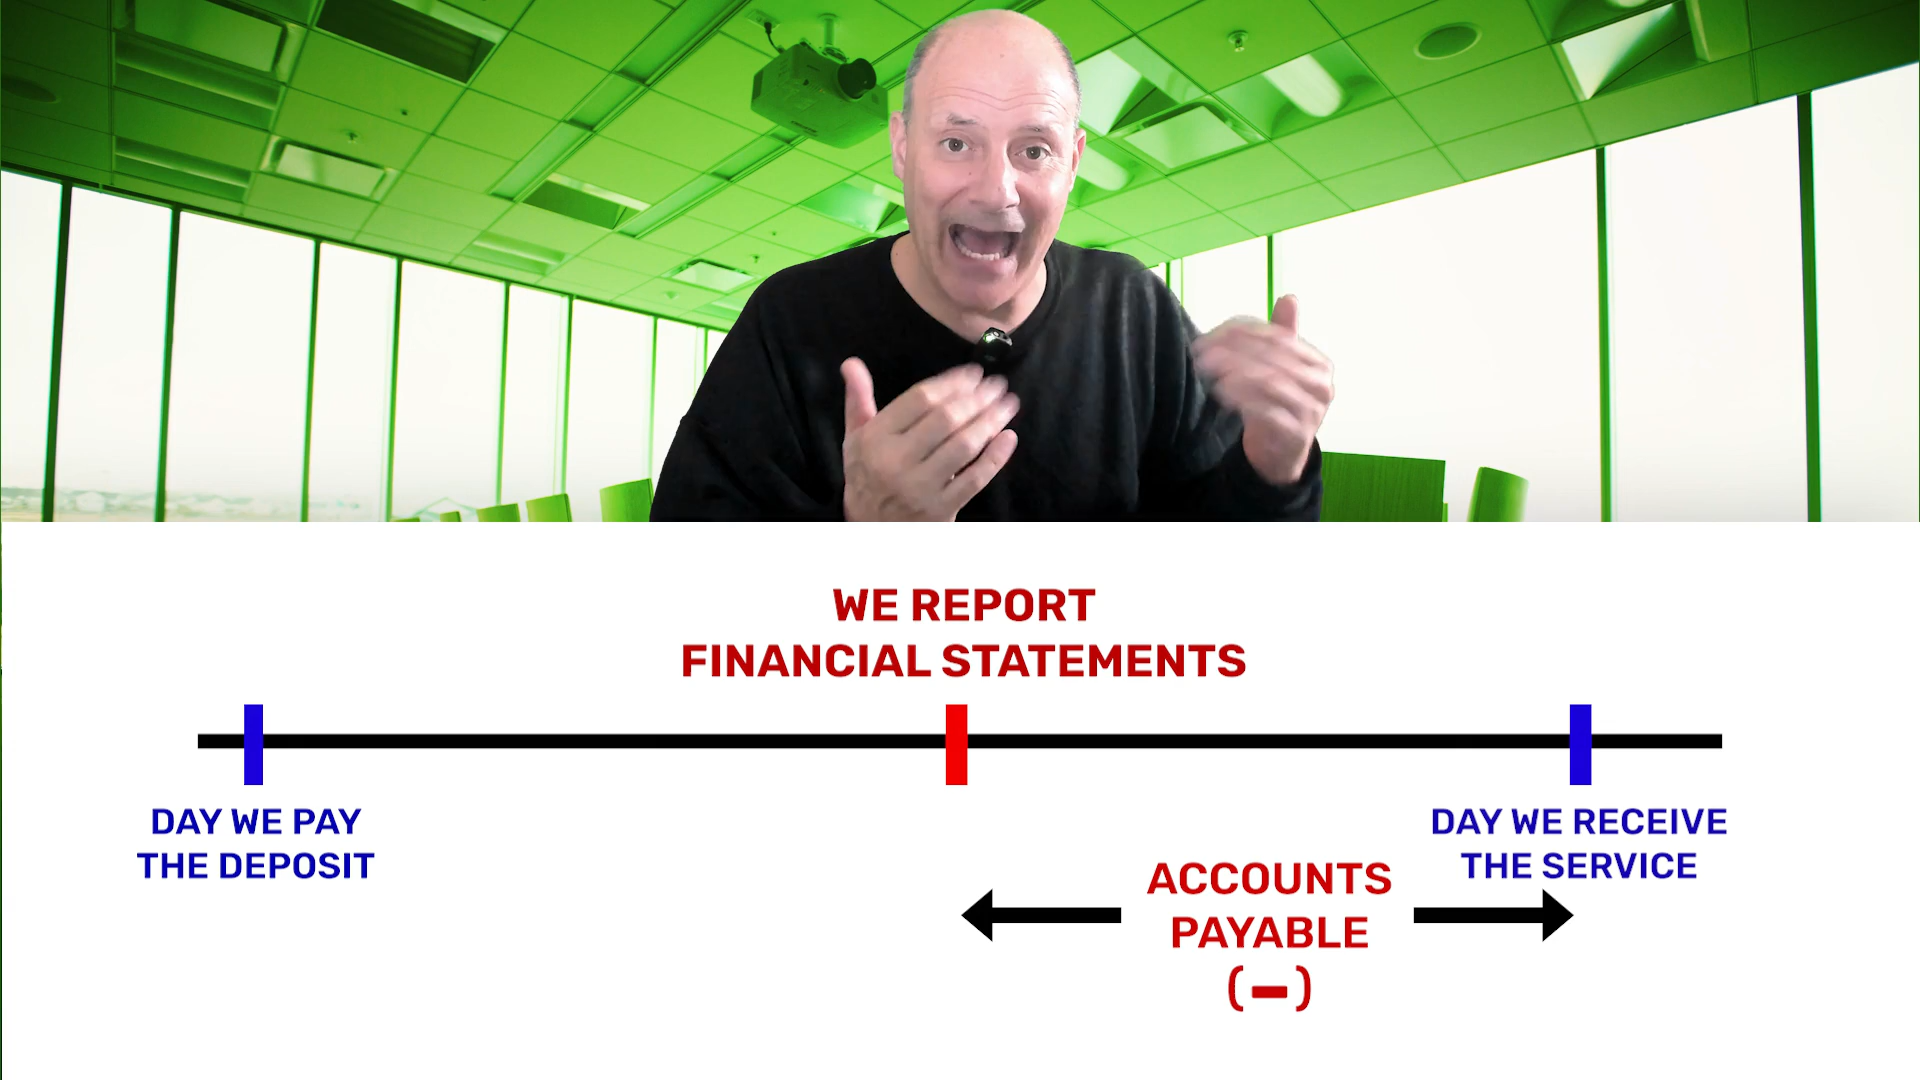 WE REPORT
FINANCIAL STATEMENTS
DAY WE PAY
THE DEPOSIT
DAY WE RECEIVE
THE SERVICE
ACCOUNTS
PAYABLE
(-)